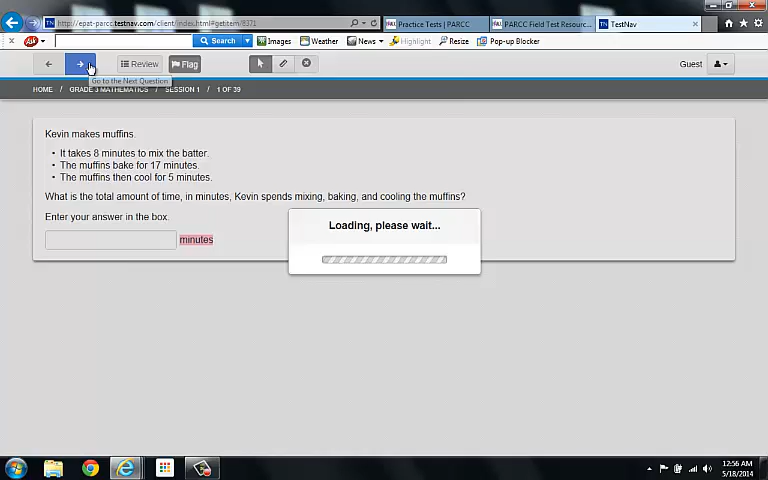 http://epat-parcc.testnav.com/client/index.html#getitem/8371
Practice Tests | PARCC
PARCC Field Test Resourc...
TestNav
x
Search
Images
Weather
News
Highlight
Resize
Pop-up Blocker
Review
Flag
Guest
Go to the Next Question
HOME / GRADE 3 MATHEMATICS / SESSION 1 / 1 OF 39
Kevin makes muffins.
• It takes 8 minutes to mix the batter.
• The muffins bake for 17 minutes.
• The muffins then cool for 5 minutes.
What is the total amount of time, in minutes, Kevin spends mixing, baking, and cooling the muffins?
Enter your answer in the box.
minutes
Loading, please wait...
12:56 AM
5/18/2014